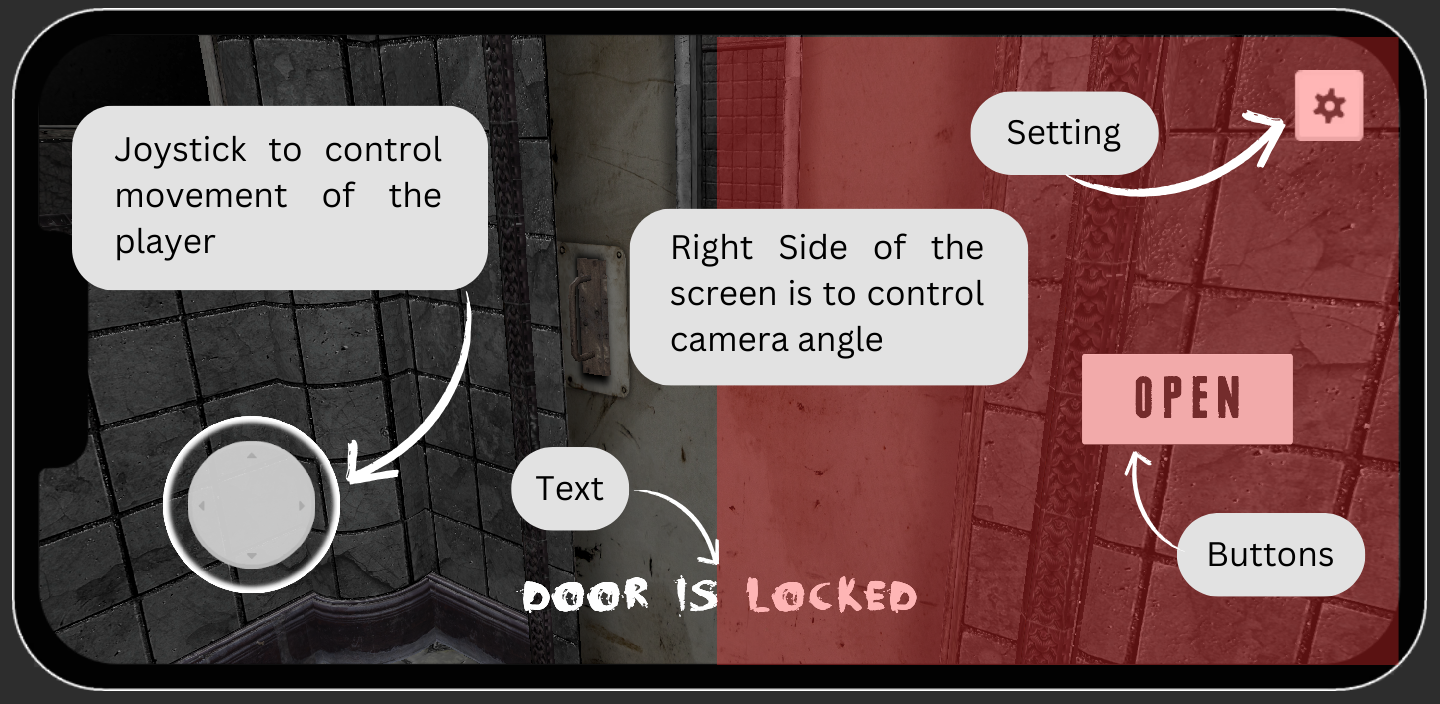 Joystick to control
movement of the
player
Setting
Right Side of the
screen is to control
camera angle
OPEN
Text
Buttons
DOOR IS LOCKED